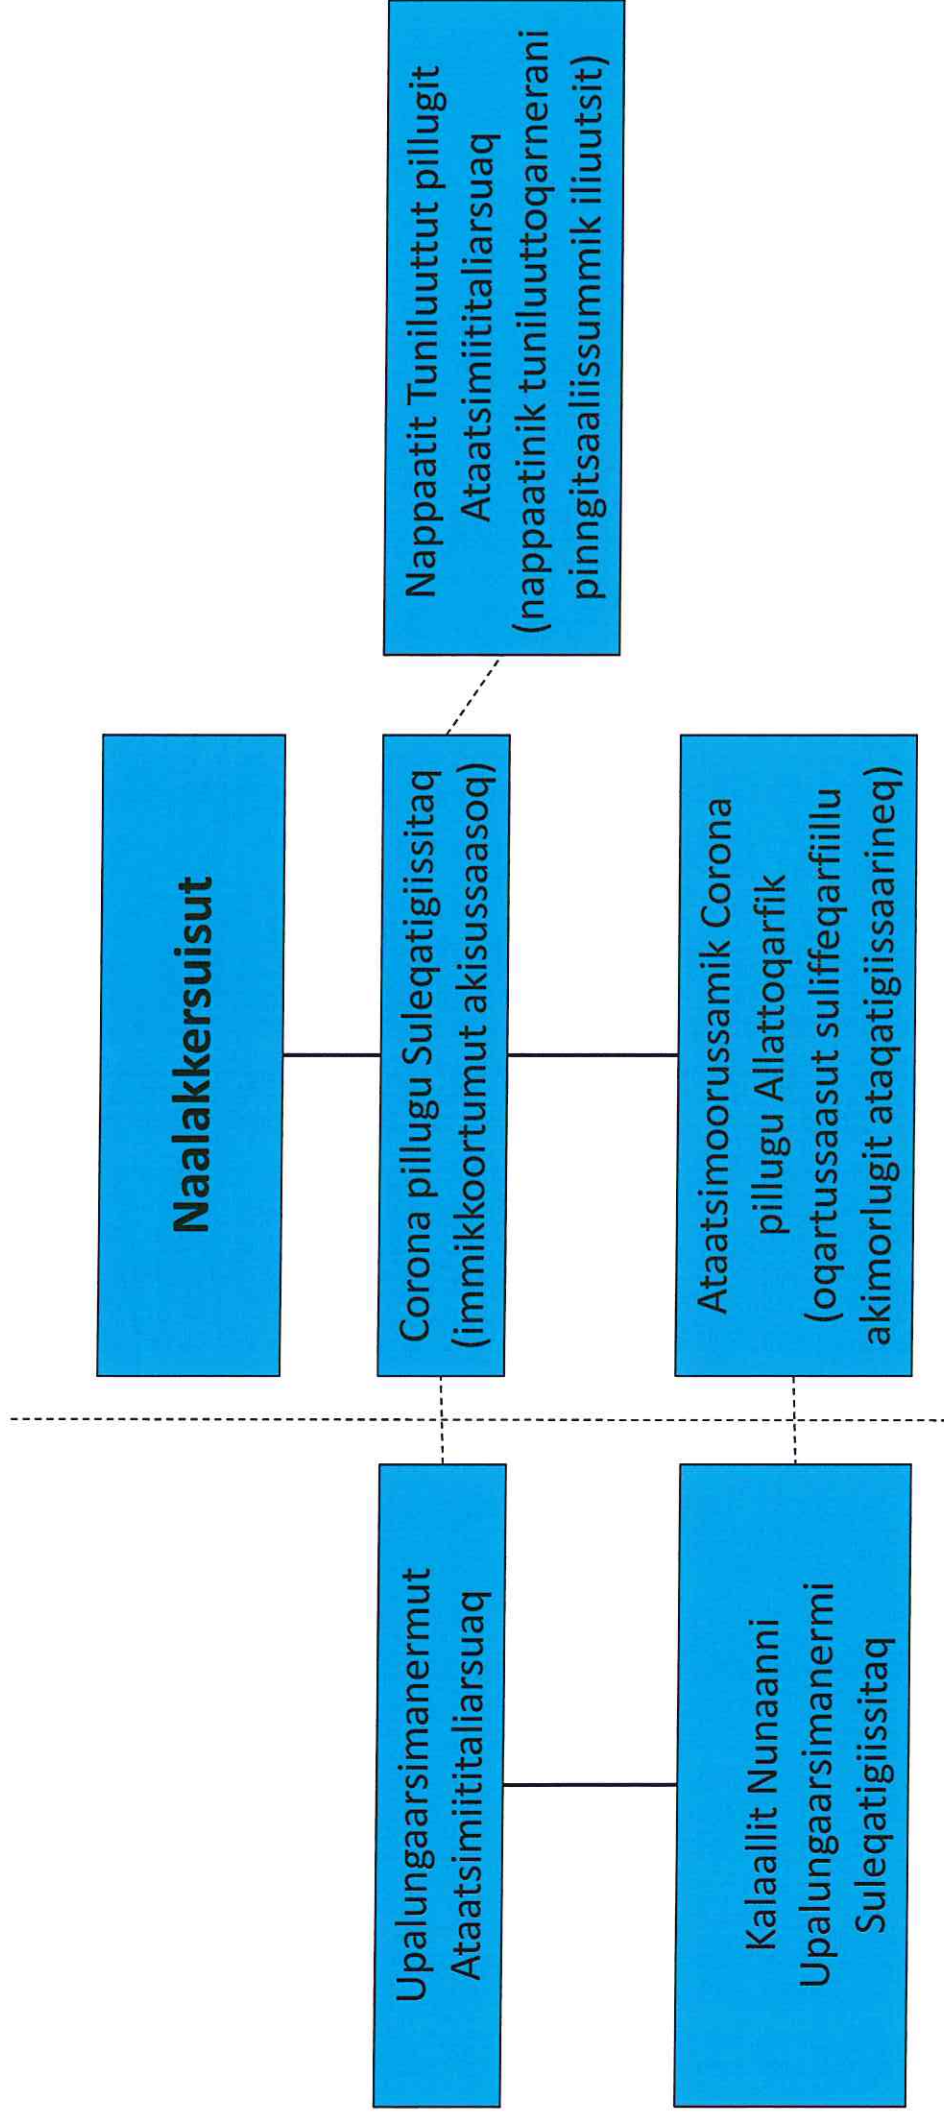 Naalakkersuisut
Upalungaarsimanermut
Ataatsimiititaliarsuaq
Corona pillugu Suleqatigiissitaq
(immikkoortumut akisussaasoq)
Nappaatit Tuniluuttut pillugit
Ataatsimiititaliarsuaq
(nappaatinik tuniluuttoqarnerani
pinngitsaaliissummik iliuutsit)
Kalaallit Nunaanni
Upalungaarsimanermi
Suleqatigiissitaq
Ataatsimoorussamik Corona
pillugu Allattoqarfik
(oqartussaasut suliffeqarfiillu
akimorlugit ataqatigiissaarineq)